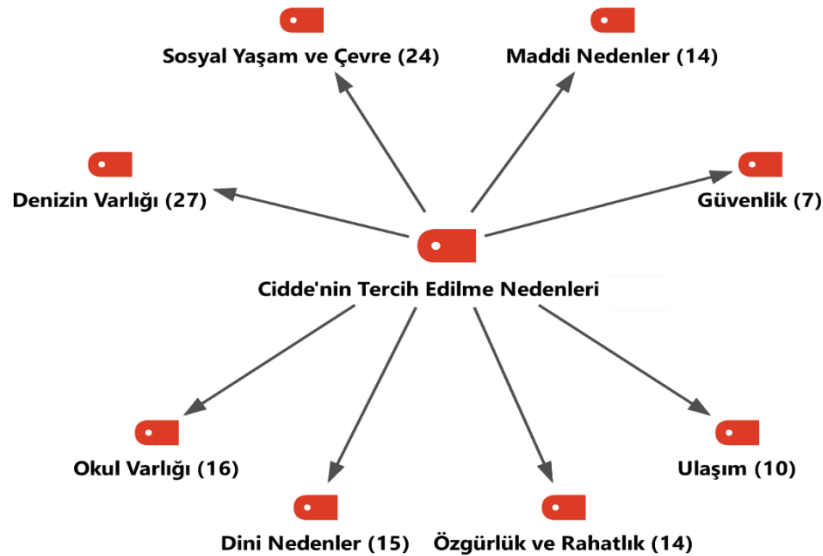 Sosyal Yaşam ve Çevre (24)
Maddi Nedenler (14)
Denizin Varlığı (27)
Güvenlik (7)
Cidde'nin Tercih Edilme Nedenleri
Okul Varlığı (16)
Ulaşım (10)
Dini Nedenler (15)
Özgürlük ve Rahatlık (14)